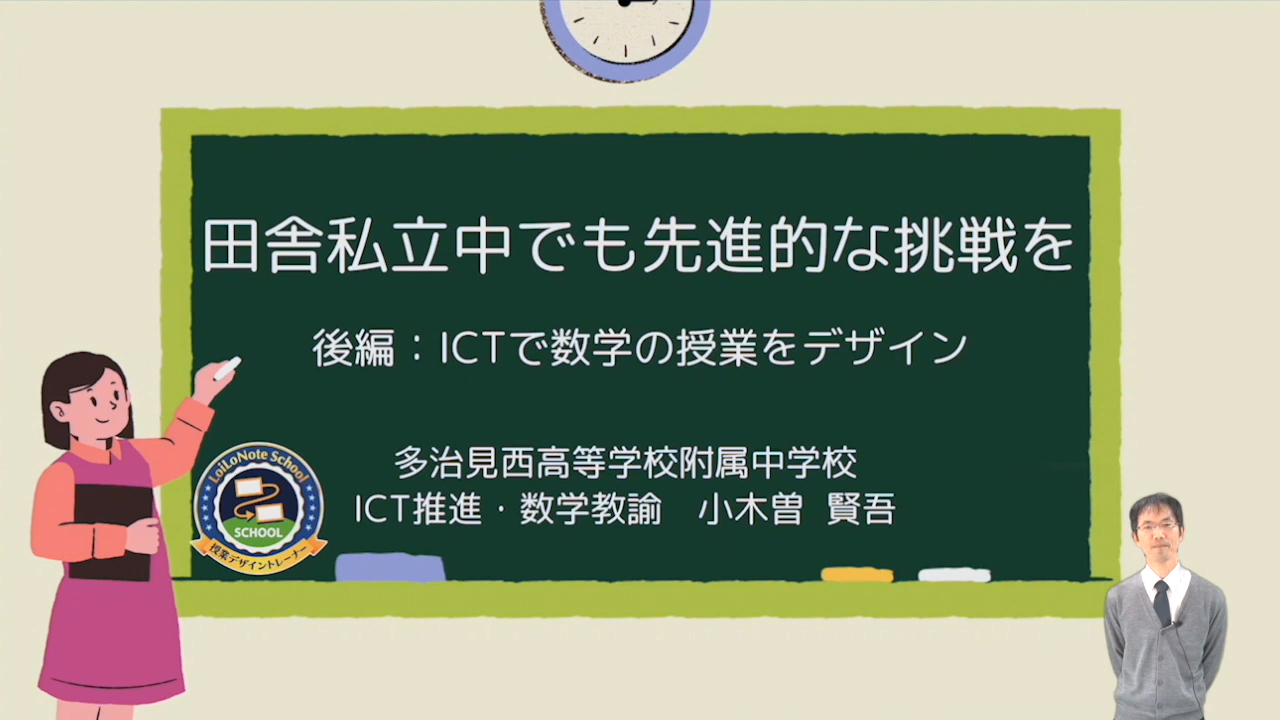 田舎私立中でも先進的な挑戦を
後編：ICTで数学の授業をデザイン
多治見西高等学校附属中学校
ICT推進・数学教諭　小木曽 賢吾
LoiLoNote School
SCHOOL
授業デザイントレーナー